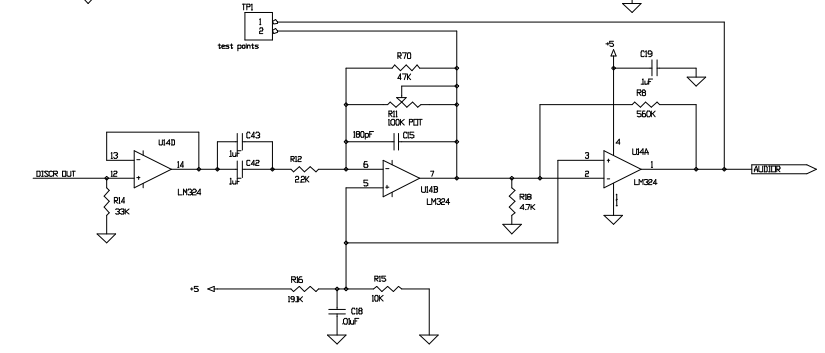 TP1
1
2
test points
+5
C19
.1uF
R70
47K
R8
560K
R11
100K POT
180pF
C15
4
U14D
13
12
14
LM324
C43
.1uF
C42
.1uF
R12
2.2K
6
5
7
U14B
LM324
3
2
1
U14A
LM324
11
DISCR OUT
AUDIOR
R14
33K
R18
4.7K
+5
R16
19.1K
R15
10K
C18
.01uF